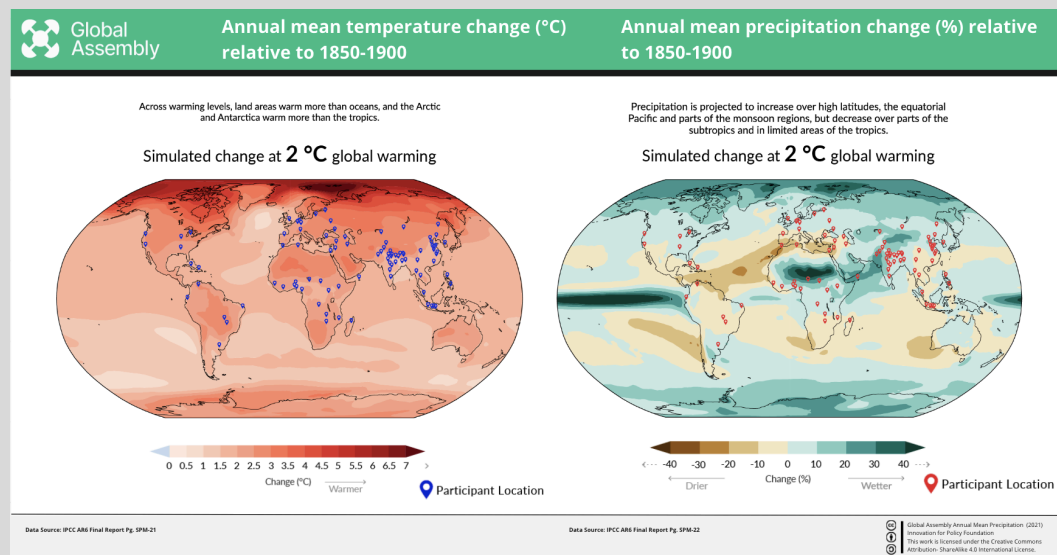 Global
Assembly
Annual mean temperature change (°C)
relative to 1850-1900
Annual mean precipitation change (%) relative
to 1850-1900
Across warming levels, land areas warm more than oceans, and the Arctic
and Antarctica warm more than the tropics.
Simulated change at 2 °C global warming
Precipitation is projected to increase over high latitudes, the equatorial
Pacific and parts of the monsoon regions, but decrease over parts of the
subtropics and in limited areas of the tropics.
Simulated change at 2 °C global warming
0 0.5 1 1.5 2 2.5 3 3.5 4 4.5 5 5.5 6 6.5 7
Change (°C)
Warmer
Participant Location
-40 -30 -20 -10 0 10 20 30 40
Drier
Change (%)
Wetter
Participant Location
Data Source: IPCC AR6 Final Report Pg. SPM-21
Data Source: IPCC AR6 Final Report Pg. SPM-22
cc
Global Assembly Annual Mean Precipitation (2021)
Innovation for Policy Foundation
This work is licensed under the Creative Commons
Attribution- ShareAlike 4.0 International License.